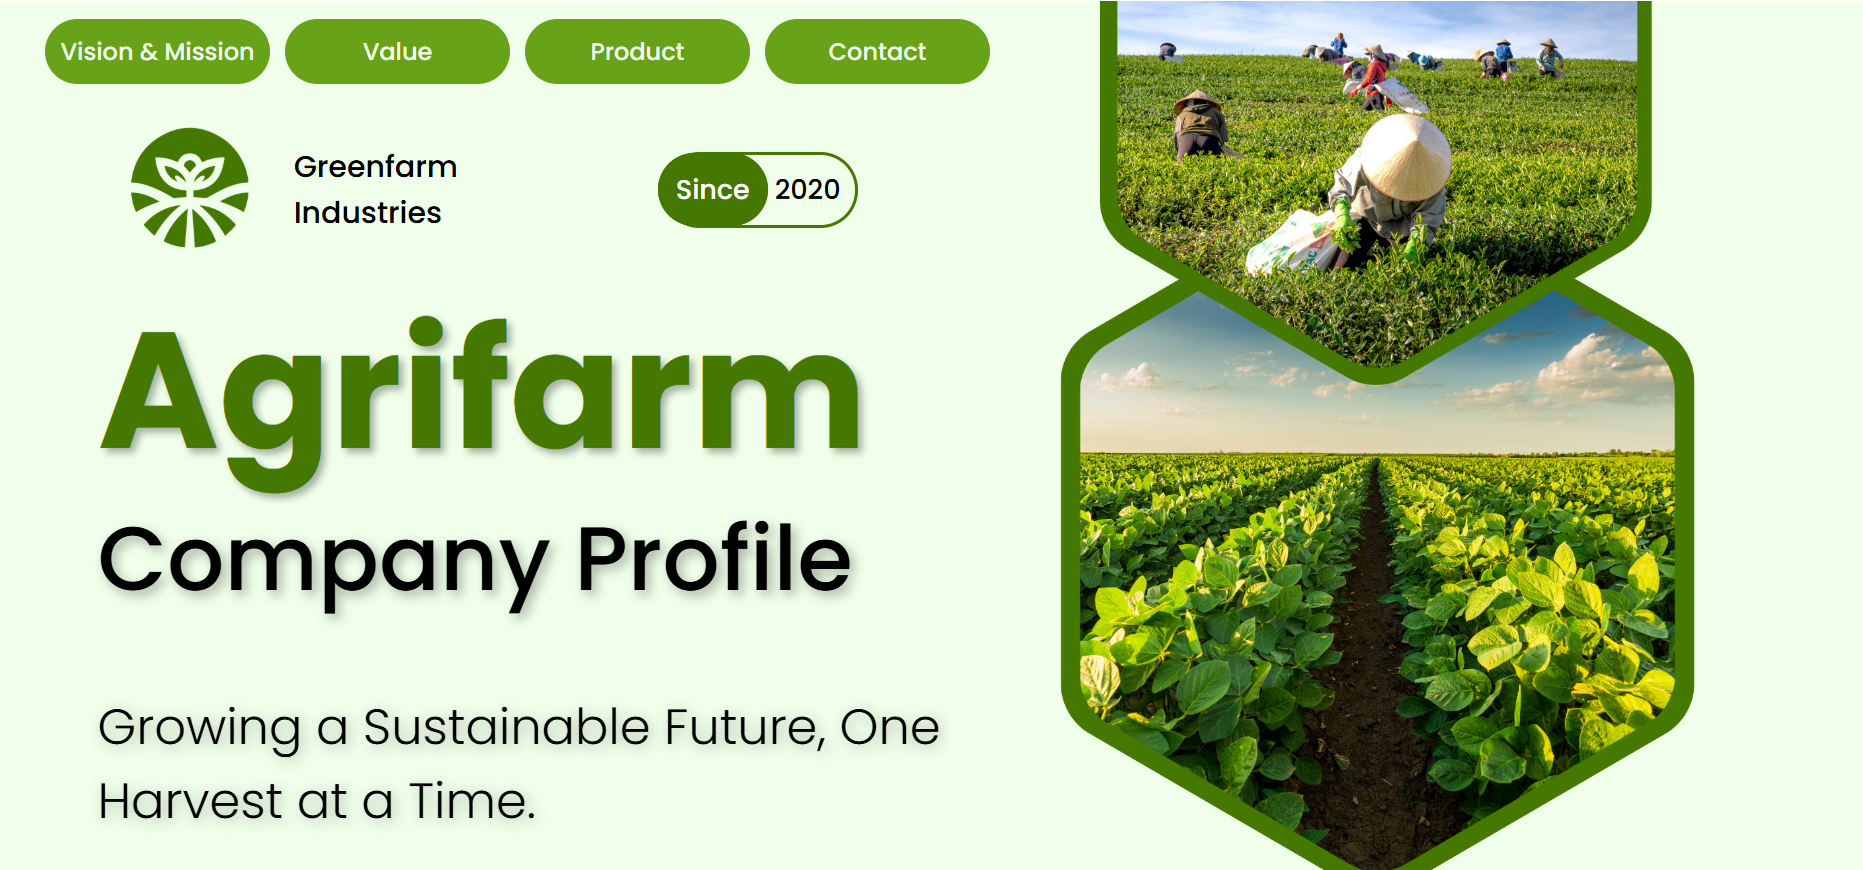 Vision & Mission
Value
Product
Contact
Greenfarm
Industries
Since 2020
Agrifarm
Company Profile
Growing a Sustainable Future, One
Harvest at a Time.